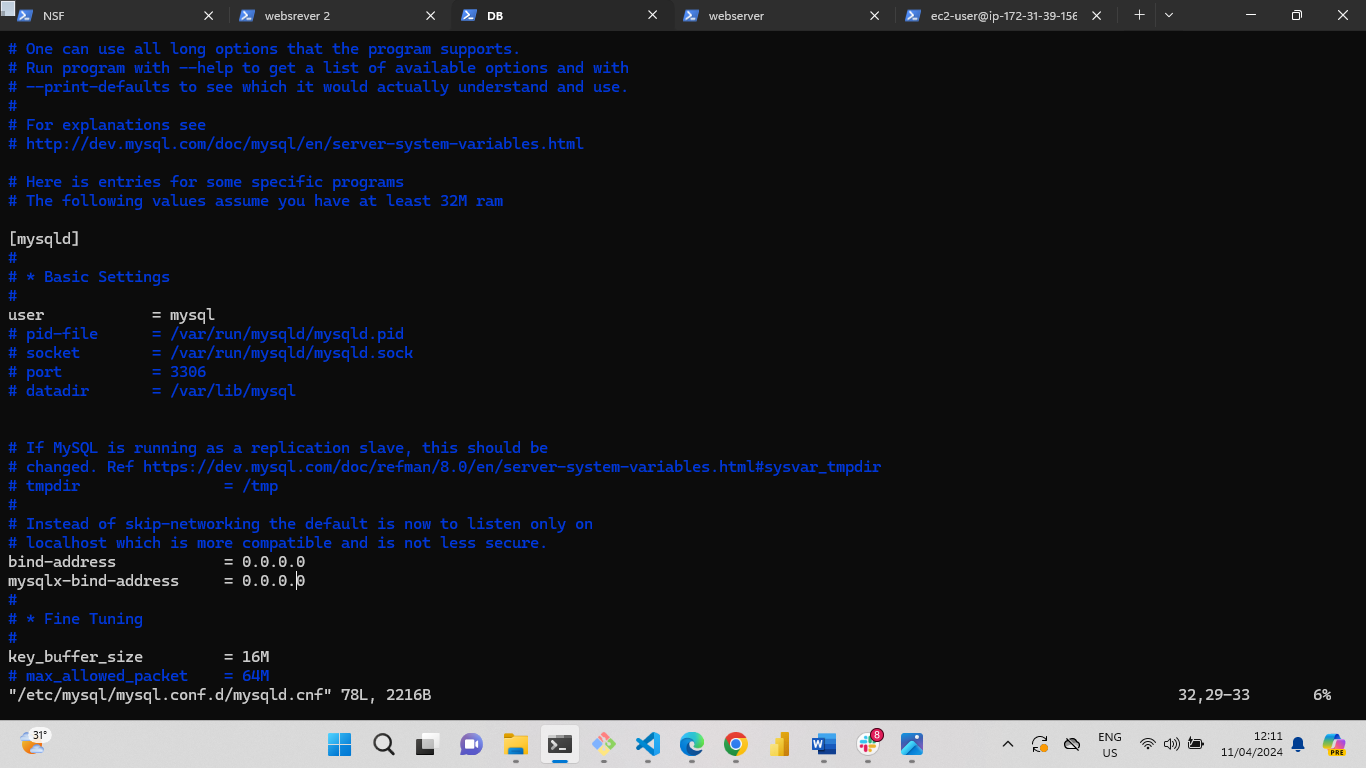 NSF
websrever 2
DB
webserver
ec2-user@ip-172-31-39-156
# One can use all long options that the program supports.
# Run program with --help to get a list of available options and with
# --print-defaults to see which it would actually understand and use.
#
# For explanations see
# http://dev.mysql.com/doc/mysql/en/server-system-variables.html
# Here is entries for some specific programs
# The following values assume you have at least 32M ram
[mysqld]
#
# * Basic Settings
#
user = mysql
# pid-file = /var/run/mysqld/mysqld.pid
# socket = /var/run/mysqld/mysqld.sock
# port = 3306
# datadir = /var/lib/mysql
# If MySQL is running as a replication slave, this should be
# changed. Ref https://dev.mysql.com/doc/refman/8.0/en/server-system-variables.html#sysvar_tmpdir
# tmpdir = /tmp
#
# Instead of skip-networking the default is now to listen only on
# localhost which is more compatible and is not less secure.
bind-address = 0.0.0.0
mysqlx-bind-address = 0.0.0.0
#
# * Fine Tuning
#
key_buffer_size = 16M
# max_allowed_packet = 64M
"/etc/mysql/mysql.conf.d/mysqld.cnf" 78L, 2216B 32,29-33 6%
31°
8
ENG
US
12:11
11/04/2024
PRE